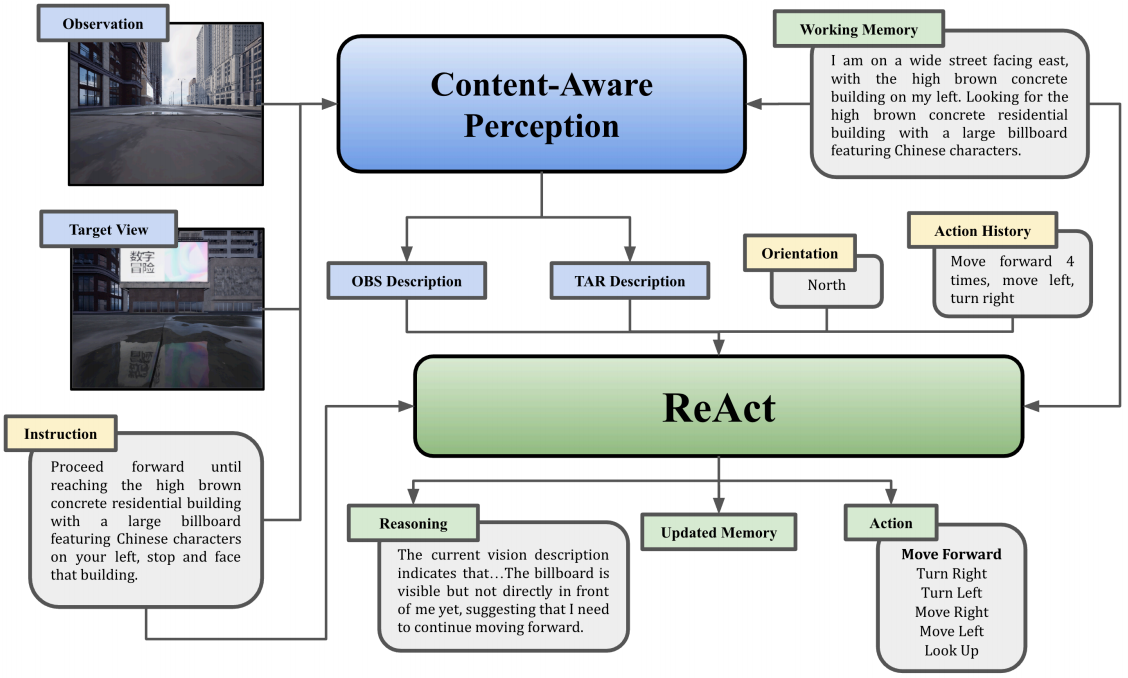 Observation
Working Memory
I am on a wide street facing east,
with the high brown concrete
building on my left. Looking for the
high brown concrete residential
building with a large billboard
featuring Chinese characters.
Content-Aware
Perception
Target View
数字
冒险
Orientation
North
Action History
Move forward 4
times, move left,
turn right
OBS Description
TAR Description
ReAct
Instruction
Proceed forward until
reaching the high brown
concrete residential building
with a large billboard
featuring Chinese characters
on your left, stop and face
that building.
Reasoning
The current vision description
indicates that…The billboard is
visible but not directly in front
of me yet, suggesting that I need
to continue moving forward.
Updated Memory
Action
Move Forward
Turn Right
Turn Left
Move Right
Move Left
Look Up